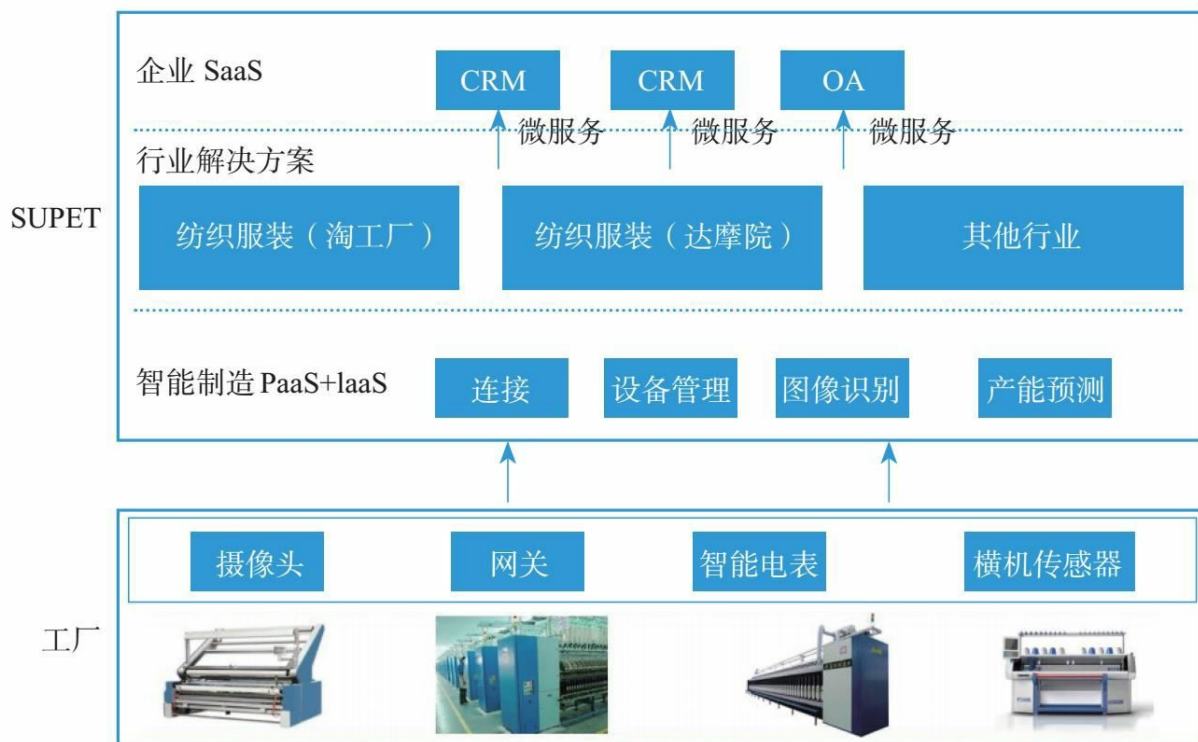 企业 SaaS
CRM
CRM
OA
微服务
微服务
微服务
行业解决方案
SUPET
纺织服装（淘工厂）
纺织服装（达摩院）
其他行业
智能制造 PaaS+laaS
连接
设备管理
图像识别
产能预测
摄像头
网关
智能电表
横机传感器
工厂